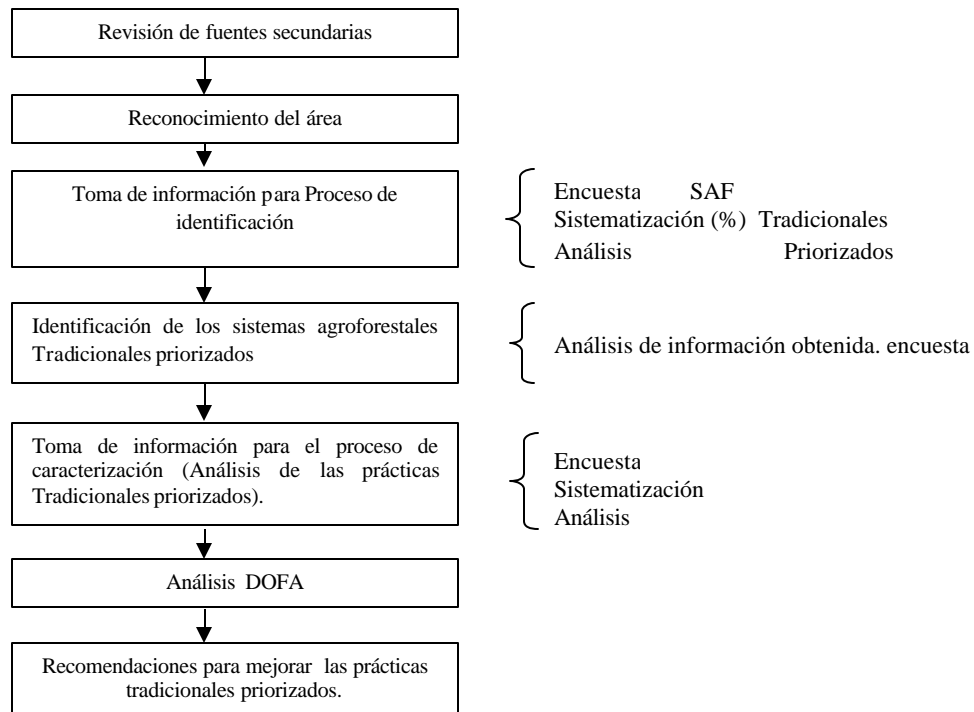 Revisión de fuentes secundarias
Reconocimiento del área
Toma de información para Proceso de
identificación
Encuesta SAF
Sistematización (%) Tradicionales
Análisis Priorizados
Identificación de los sistemas agroforestales
Tradicionales priorizados
Análisis de información obtenida. encuesta
Toma de información para el proceso de
caracterización (Análisis de las prácticas
Tradicionales priorizados).
Encuesta
Sistematización
Análisis
Análisis DOFA
Recomendaciones para mejorar las prácticas
tradicionales priorizados.